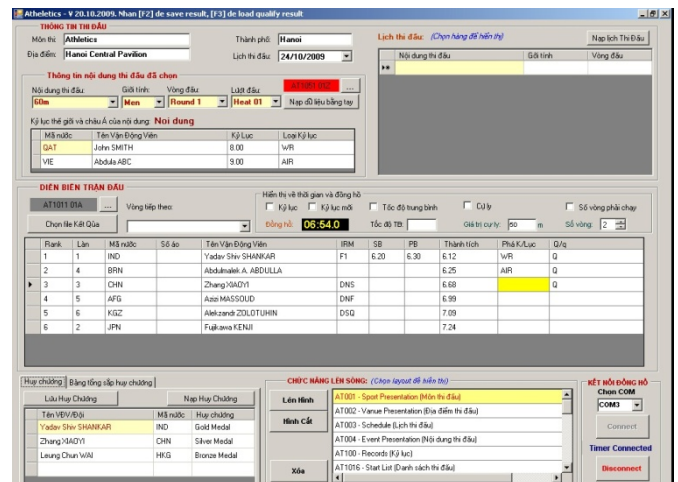 Atheletics - V 20.10.2009. Nhan [F2] de save result, [F3] de load qualify result
THÔNG TIN THI ĐẤU
Môn thi: Athletics Thành phố: Hanoi
Địa điểm: Hanoi Central Pavilion Lịch thi đấu: 24/10/2009
Lịch thi đấu: (Chọn hàng để hiển thị) Nạp lịch Thi Đấu
Nội dung thi đấu Giới tính Vòng đấu
Thông tin nội dung thi đấu đã chọn
Nội dung thi đấu: Giới tính: Vòng đấu: Lượt đấu: ...
60m Men Round 1 Heat 01 Nạp dữ liệu bằng tay
Kỷ lục thế giới và châu Á của nội dung: Noi dung
Mã nước Tên Vận Động Viên Kỷ Lục Loại Kỷ lục
QAT John SMITH 8.00 WR
VIE Abdula ABC 9.00 AIR
DIỄN BIẾN TRẬN ĐẤU
AT1011 01A ... Vòng tiếp theo:
Chọn file Kết Qủa
Hiển thị về thời gian và đồng hồ
Kỷ lục Kỷ lục mới Tốc độ trung bình Cự ly Số vòng phải chạy
Đồng hồ: 06:54.0 Tốc độ TB: Giá trị cự ly: 60 m Số vòng: 2
Rank Làn Mã nước Số áo Tên Vận Động Viên IRM SB PB Thành tích Phá K/Lục Q/q
1 1 IND Yadav Shiv SHANKAR F1 6.20 6.30 6.12 WR Q
2 4 BRN Abdulmalek A. ABDULLA 6.25 AIR Q
3 3 CHN Zhang XIAOYI DNS 6.68 Q
4 5 AFG Azizi MASSOUD DNF 6.99
5 6 KGZ Alekzandr ZOLOTUHIN DSQ 7.09
6 2 JPN Fujikawa KENJI 7.24
Huy chương Bảng tổng sắp huy chương
Lưu Huy Chương Nạp Huy Chương
Tên VĐV/Đội Mã nước Huy chương
Yadav Shiv SHANKAR IND Gold Medal
Zhang XIAOYI CHN Silver Medal
Leung Chun WAI HKG Bronze Medal
CHỨC NĂNG LÊN SÓNG: (Chọn layout để hiển thị)
Lên Hình
Hình Cắt
Xóa
AT001 - Sport Presentation (Môn thi đấu)
AT002 - Vanue Presentation (Địa điểm thi đấu)
AT003 - Schedule (Lịch thi đấu)
AT004 - Event Presentation (Nội dung thi đấu)
AT100 - Records (Kỷ lục)
AT1016 - Start List (Danh sách thi đấu)
KẾT NỐI ĐỒNG HỒ
Chon COM
COM3
Connect
Timer Connected
Disconnect